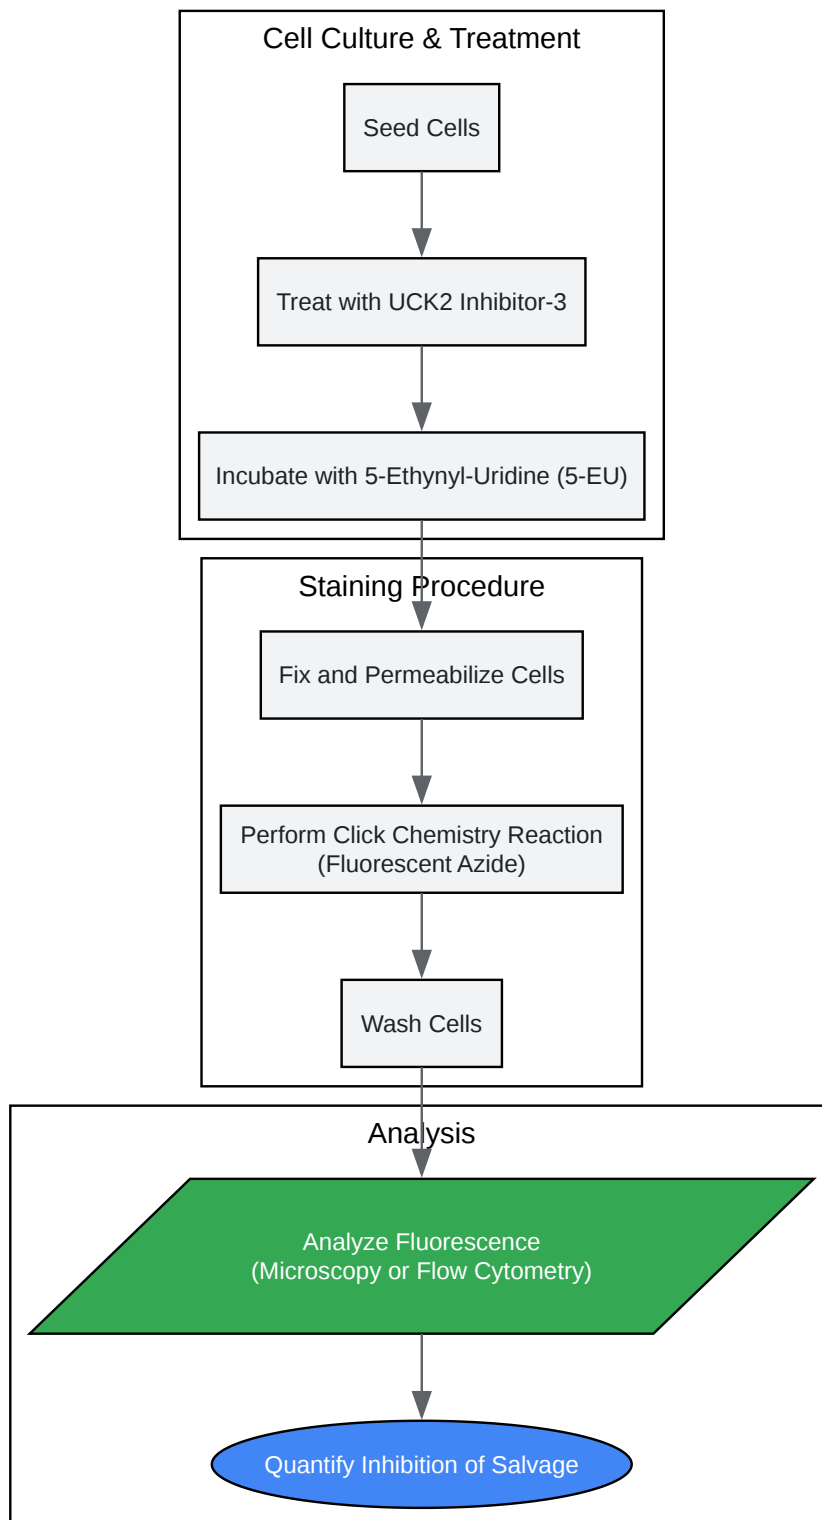 Cell Culture & Treatment
Seed Cells
Treat with UCK2 Inhibitor-3
Incubate with 5-Ethynyl-Uridine (5-EU)
Staining Procedure
Fix and Permeabilize Cells
Perform Click Chemistry Reaction
(Fluorescent Azide)
Wash Cells
Analysis
Analyze Fluorescence
(Microscopy or Flow Cytometry)
Quantify Inhibition of Salvage